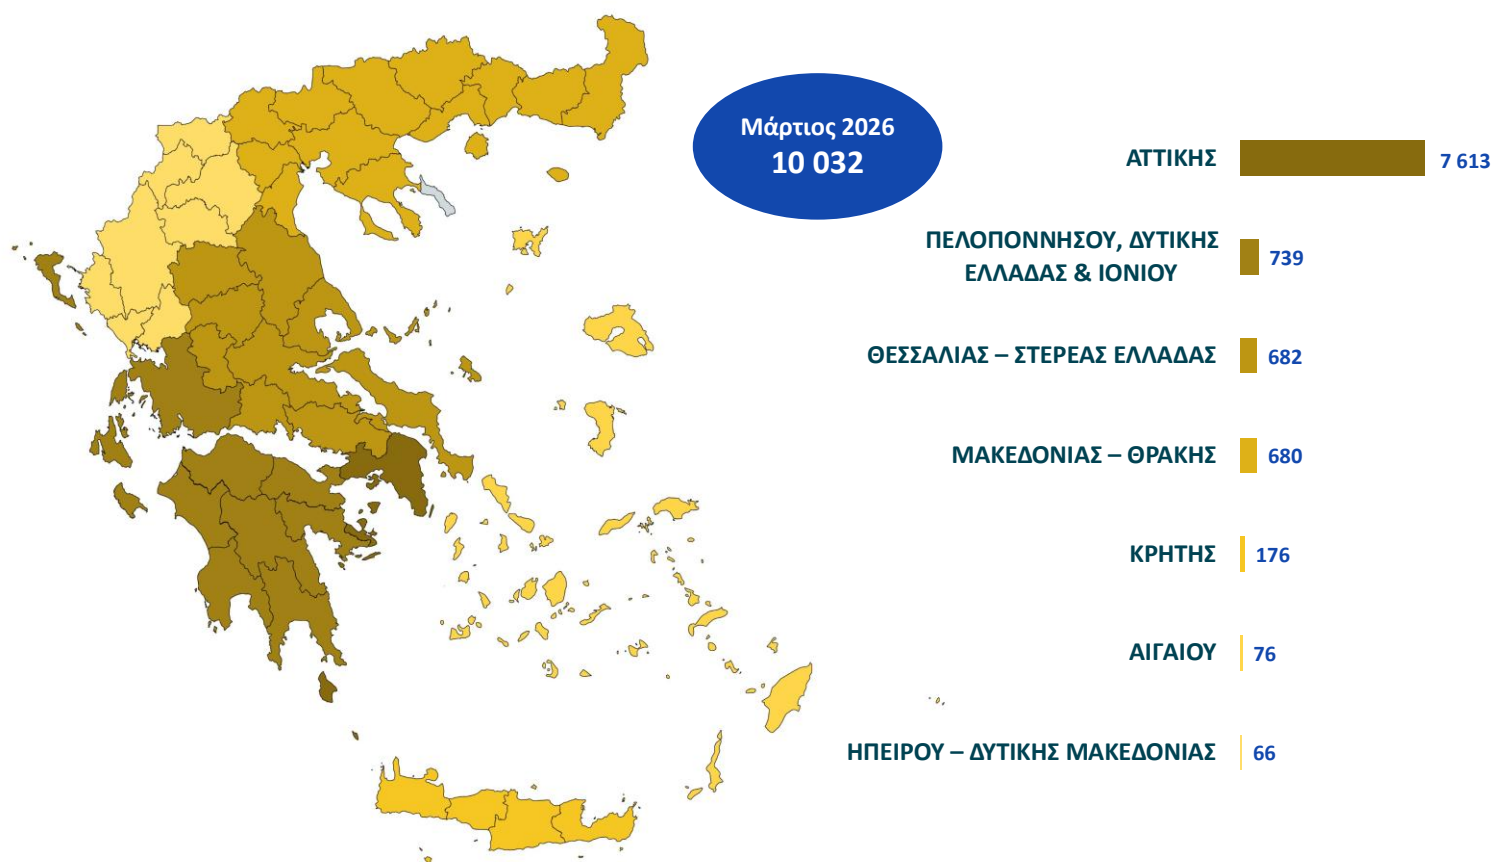 Μάρτιος 2026
10 032
ΑΤΤΙΚΗΣ
7 613
ΠΕΛΟΠΟΝΝΗΣΟΥ, ΔΥΤΙΚΗΣ
ΕΛΛΑΔΑΣ & ΙΟΝΙΟΥ
739
ΘΕΣΣΑΛΙΑΣ – ΣΤΕΡΕΑΣ ΕΛΛΑΔΑΣ
682
ΜΑΚΕΔΟΝΙΑΣ – ΘΡΑΚΗΣ
680
ΚΡΗΤΗΣ
176
ΑΙΓΑΙΟΥ
76
ΗΠΕΙΡΟΥ – ΔΥΤΙΚΗΣ ΜΑΚΕΔΟΝΙΑΣ
66